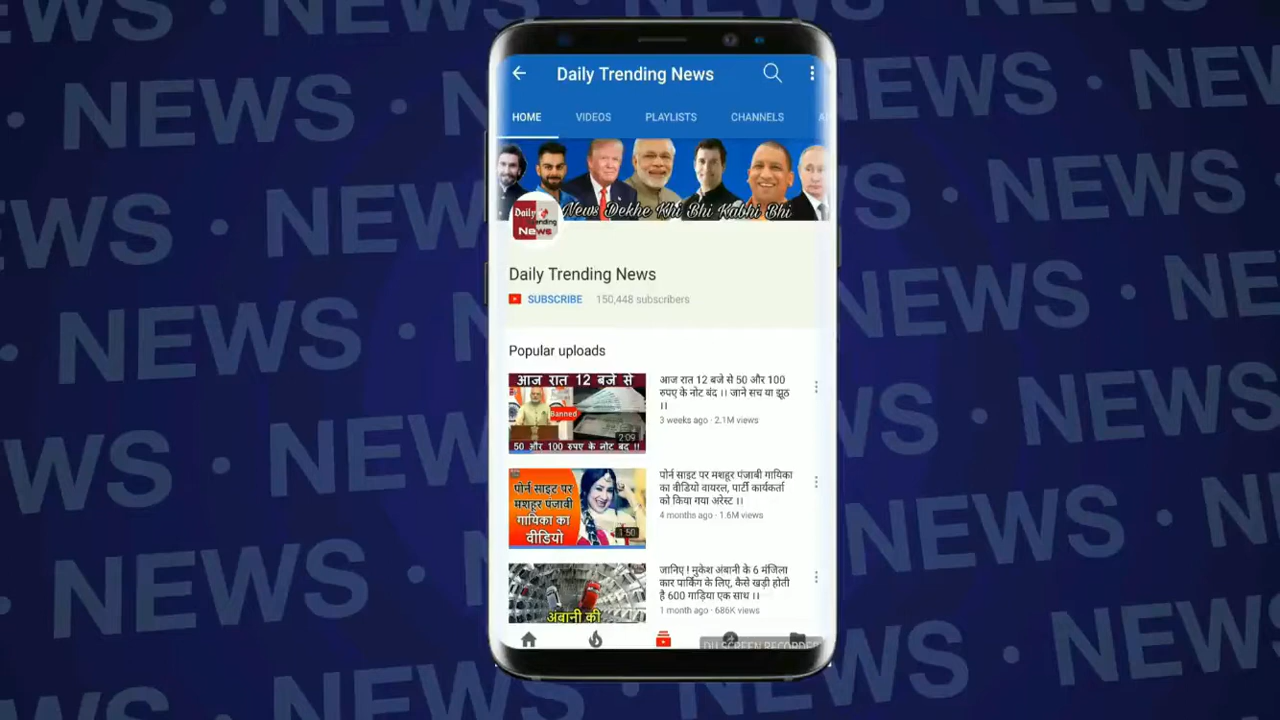 NEWS · NEWS · NEWS
Daily Trending News
HOME VIDEOS PLAYLISTS CHANNELS
Daily
Trending
News
News Dekhe Khi Bhi Kabhi Bhi
Daily Trending News
SUBSCRIBE 150,448 subscribers
Popular uploads
आज रात 12 बजे से
Banned
2:09
50 और 100 रुपए के नोट बंद !!
आज रात 12 बजे से 50 और 100
रुपए के नोट बंद ।। जाने सच या झूठ
।।
3 weeks ago · 2.1M views
पोर्न साइट पर
मशहूर पंजाबी
गायिका का
वीडियो
1:50
पोर्न साइट पर मशहूर पंजाबी गायिका
का वीडियो वायरल, पार्टी कार्यकर्ता
को किया गया अरेस्ट ।।
4 months ago · 1.6M views
अंबानी की
जानिए ! मुकेश अंबानी के 6 मंजिला
कार पार्किंग के लिए, कैसे खड़ी होती
है 600 गाड़िया एक साथ ।।
1 month ago · 686K views
DU SCREEN RECORDER